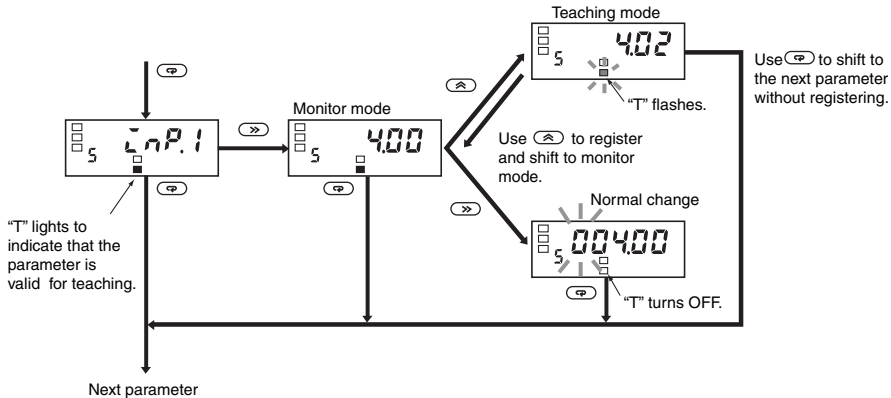 Teaching mode
S 4.02
"T" flashes.
Use to shift to
the next parameter
without registering.
Monitor mode
S inP.1
S 4.00
Use to register
and shift to monitor
mode.
"T" lights to
indicate that the
parameter is
valid for teaching.
Normal change
S 004.00
"T" turns OFF.
Next parameter